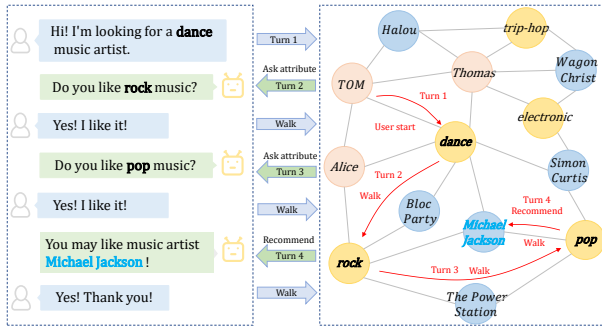 Hi! I'm looking for a dance
music artist.
Turn 1
Ask attribute
Do you like rock music?
Turn 2
Yes! I like it!
Walk
Ask attribute
Do you like pop music?
Turn 3
Yes! I like it!
Walk
You may like music artist
Michael Jackson !
Recommend
Turn 4
Yes! Thank you!
Walk
Halou
trip-hop
TOM
Thomas
Wagon
Christ
Turn 1
User start
electronic
dance
Alice
Turn 2
Walk
Simon
Curtis
Bloc
Party
Turn 4
Recommend
Michael
Jackson
Walk
pop
rock
Turn 3 Walk
The Power
Station